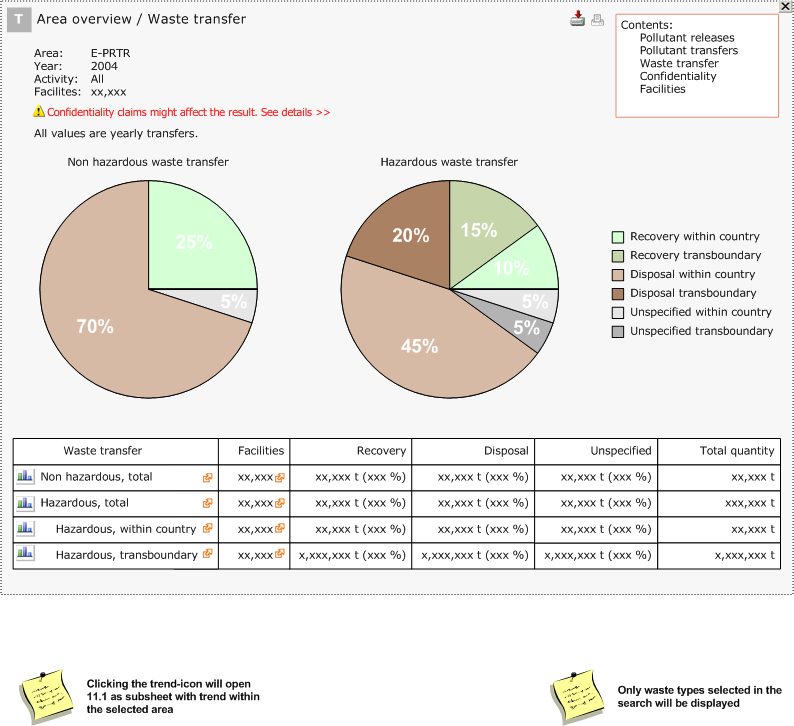 T Area overview / Waste transfer
Contents:
Pollutant releases
Pollutant transfers
Waste transfer
Confidentiality
Facilities
Area: E-PRTR
Year: 2004
Activity: All
Facilites: xx,xxx
Confidentiality claims might affect the result. See details >>
All values are yearly transfers.
Non hazardous waste transfer
25%
5%
70%
Hazardous waste transfer
20%
15%
10%
5%
5%
45%
Recovery within country
Recovery transboundary
Disposal within country
Disposal transboundary
Unspecified within country
Unspecified transboundary
Waste transfer Facilities Recovery Disposal Unspecified Total quantity
Non hazardous, total xx,xxx xx,xxx t (xxx %) xx,xxx t (xxx %) xx,xxx t (xxx %) xx,xxx t
Hazardous, total xx,xxx xx,xxx t (xxx %) xx,xxx t (xxx %) xx,xxx t (xxx %) xxx,xxx t
Hazardous, within country xx,xxx xx,xxx t (xxx %) xx,xxx t (xxx %) xx,xxx t (xxx %) xx,xxx t
Hazardous, transboundary xx,xxx x,xxx,xxx t (xxx %) x,xxx,xxx t (xxx %) x,xxx,xxx t (xxx %) x,xxx,xxx t
Clicking the trend-icon will open
11.1 as subsheet with trend within
the selected area
Only waste types selected in the
search will be displayed